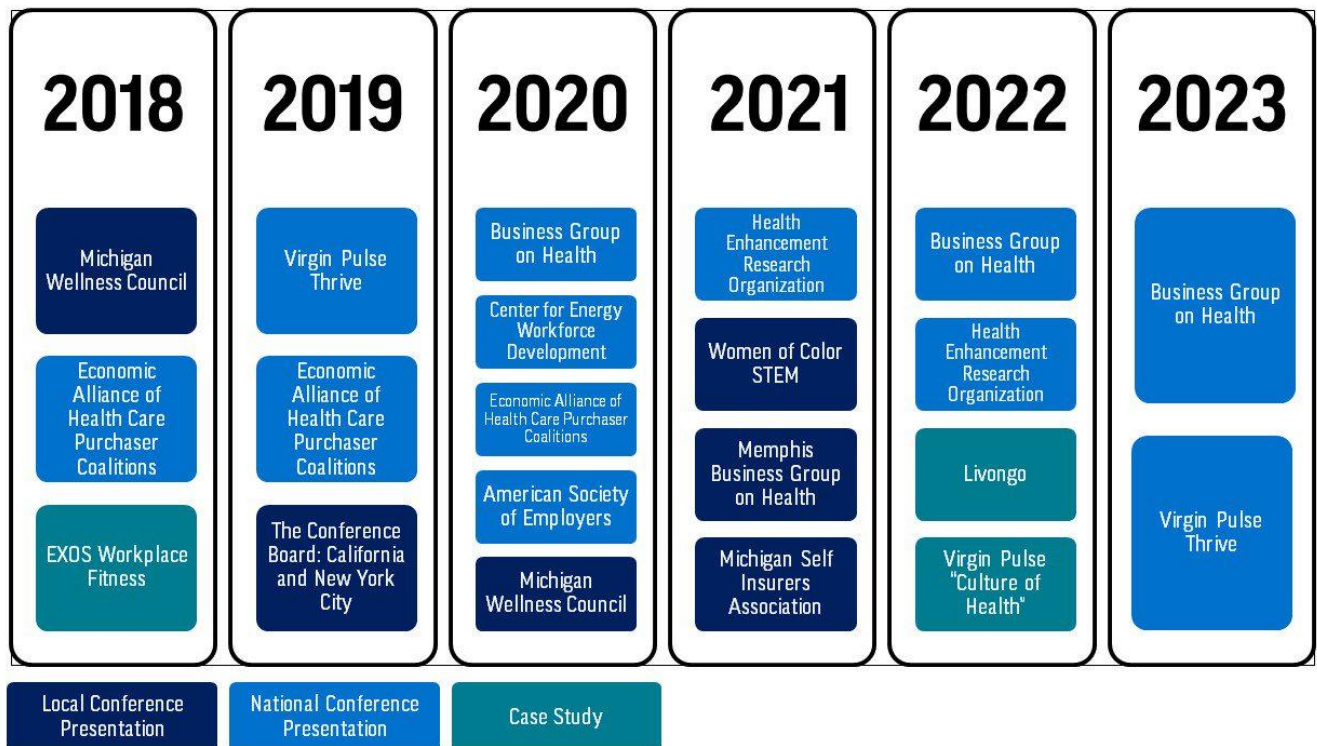 2018
Michigan
Wellness Council
Economic
Alliance of
Health Care
Purchaser
Coalitions
EXOS Workplace
Fitness
2019
Virgin Pulse
Thrive
Economic
Alliance of
Health Care
Purchaser
Coalitions
The Conference
Board: California
and New York
City
2020
Business Group
on Health
Center for Energy
Workforce
Development
Economic Alliance of
Health Care Purchaser
Coalitions
American Society
of Employers
Michigan
Wellness Council
2021
Health
Enhancement
Research
Organization
Women of Color
STEM
Memphis
Business Group
on Health
Michigan Self
Insurers
Association
2022
Business Group
on Health
Health
Enhancement
Research
Organization
Livongo
Virgin Pulse
"Culture of
Health"
2023
Business Group
on Health
Virgin Pulse
Thrive
Local Conference
Presentation
National Conference
Presentation
Case Study